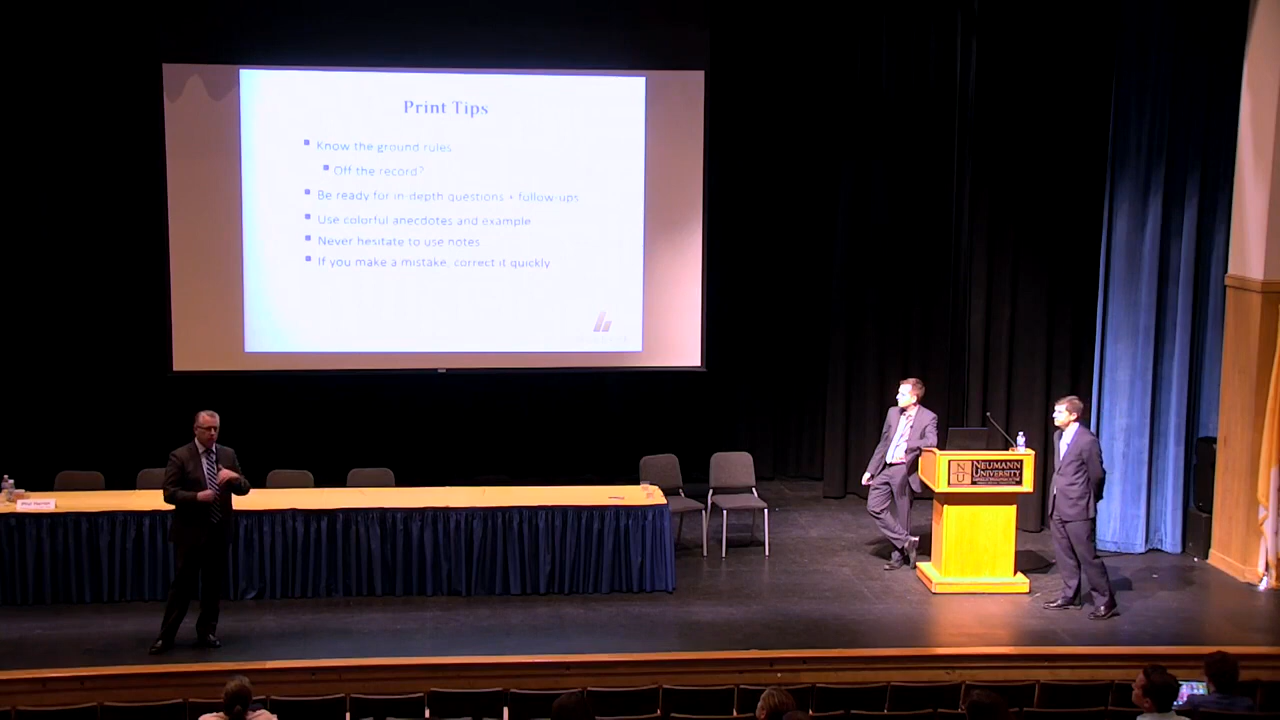 Print Tips
Know the ground rules
Off the record?
Be ready for in-depth questions + follow-ups
Use colorful anecdotes and example
Never hesitate to use notes
If you make a mistake, correct it quickly
N
U
NEUMANN
UNIVERSITY